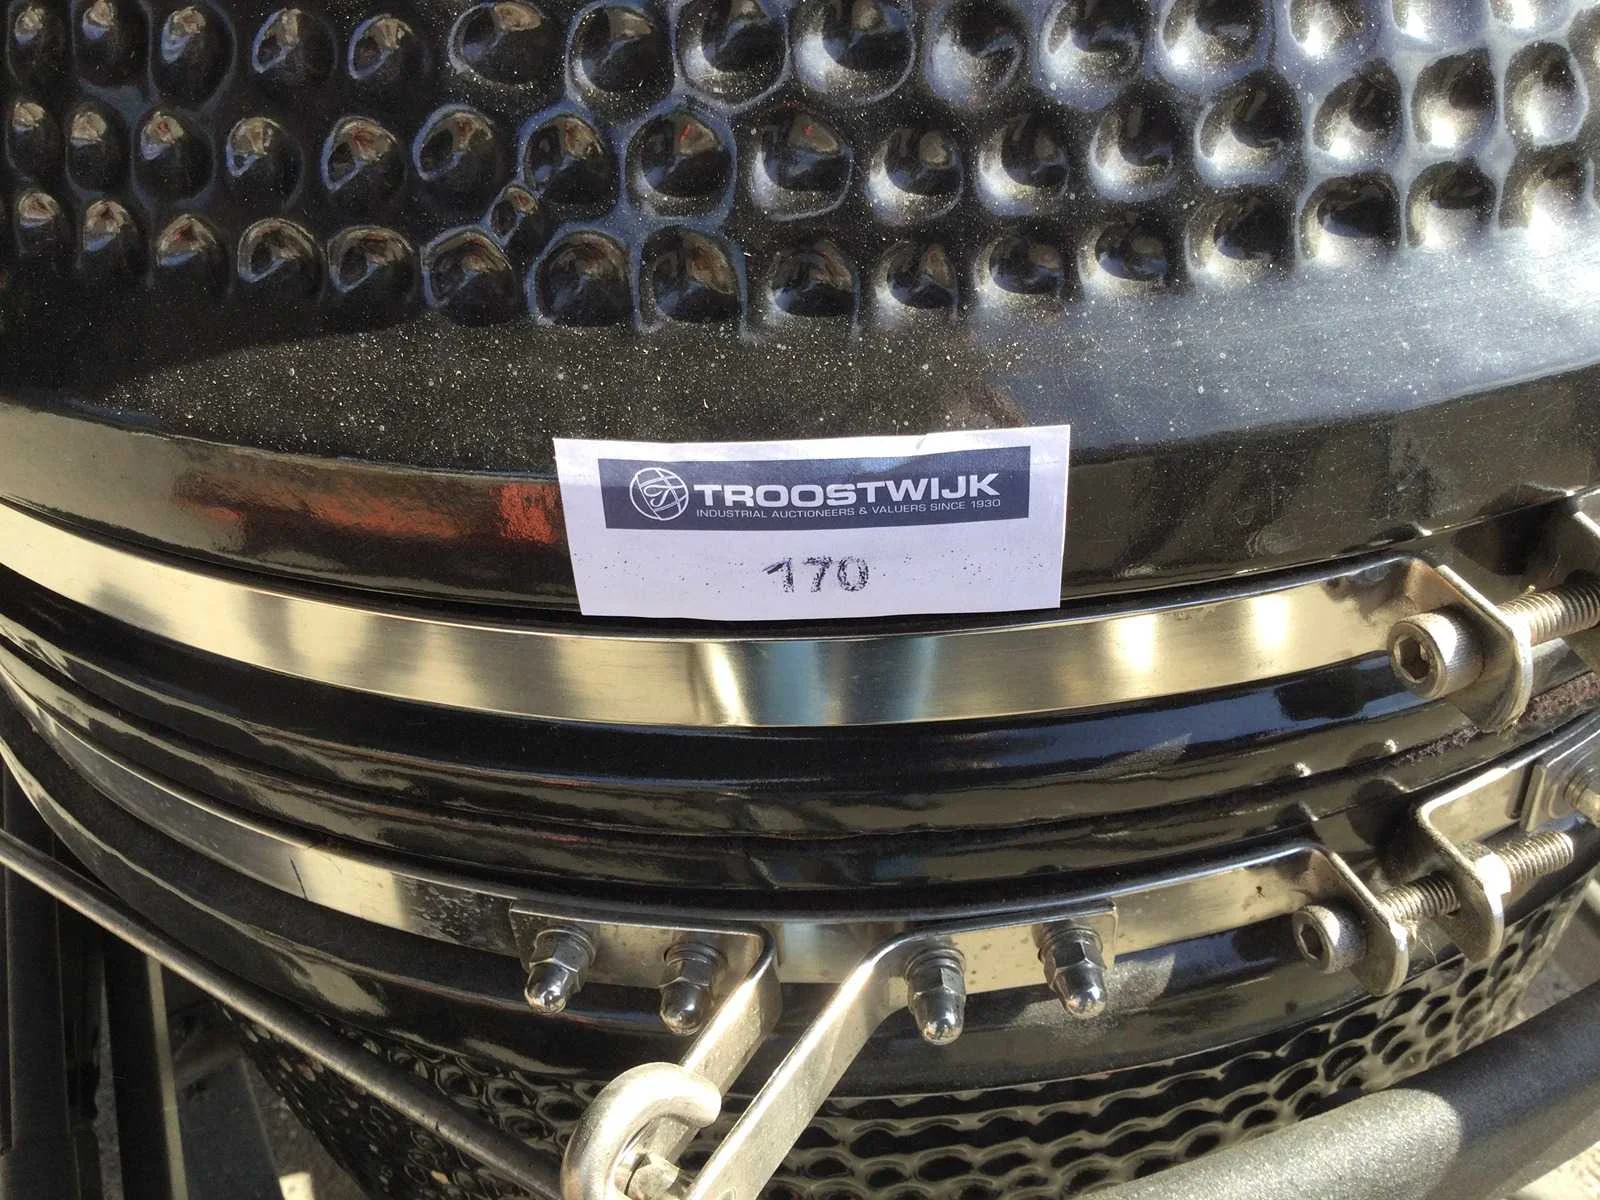 TROOSTWIJK
INDUSTRIAL AUCTIONEERS & VALUERS SINCE 1930
170